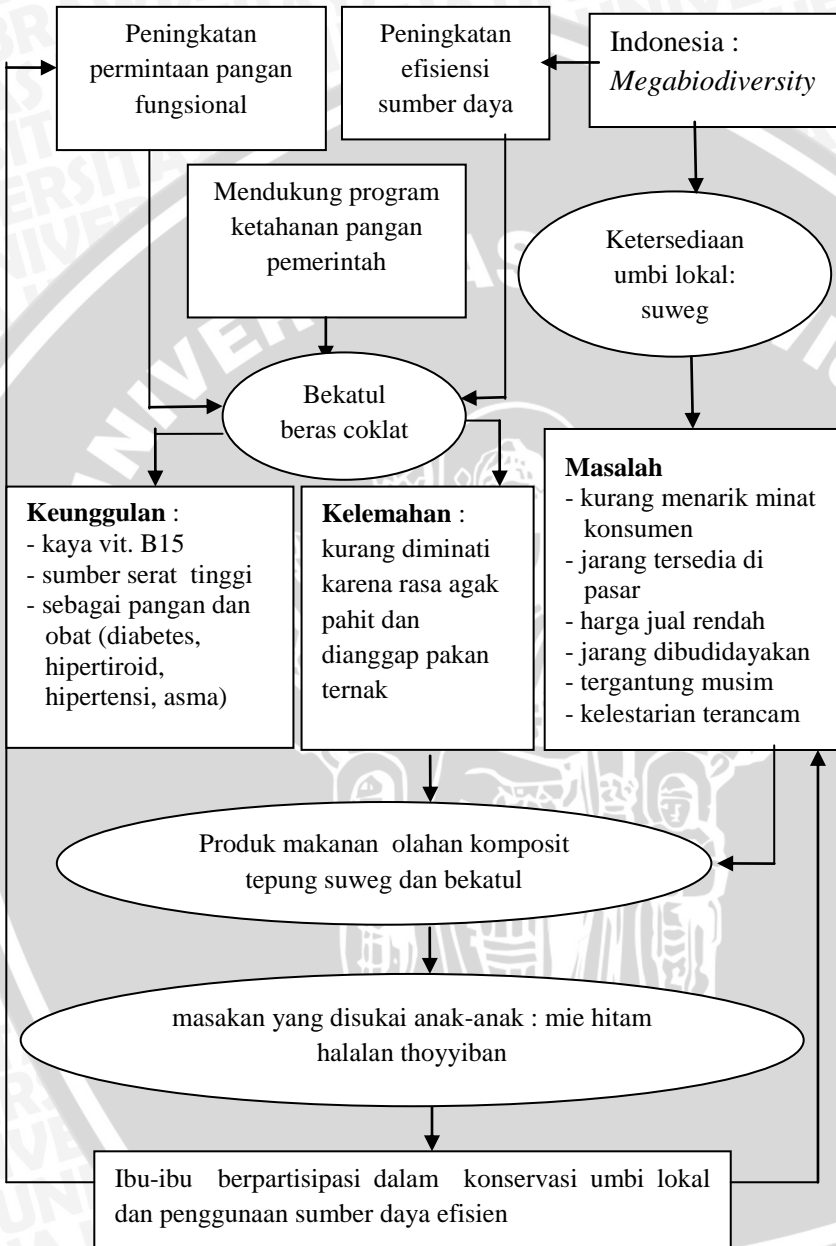 Peningkatan
permintaan pangan
fungsional
Peningkatan
efisiensi
sumber daya
Indonesia :
Megabiodiversity
Mendukung program
ketahanan pangan
pemerintah
Ketersediaan
umbi lokal:
suweg
Bekatul
beras coklat
Keunggulan :
- kaya vit. B15
- sumber serat tinggi
- sebagai pangan dan
obat (diabetes,
hipertiroid,
hipertensi, asma)
Kelemahan :
kurang diminati
karena rasa agak
pahit dan
dianggap pakan
ternak
Masalah
- kurang menarik minat
konsumen
- jarang tersedia di
pasar
- harga jual rendah
- jarang dibudidayakan
- tergantung musim
- kelestarian terancam
Produk makanan olahan komposit
tepung suweg dan bekatul
masakan yang disukai anak-anak : mie hitam
halalan thoyyiban
Ibu-ibu berpartisipasi dalam konservasi umbi lokal
dan penggunaan sumber daya efisien